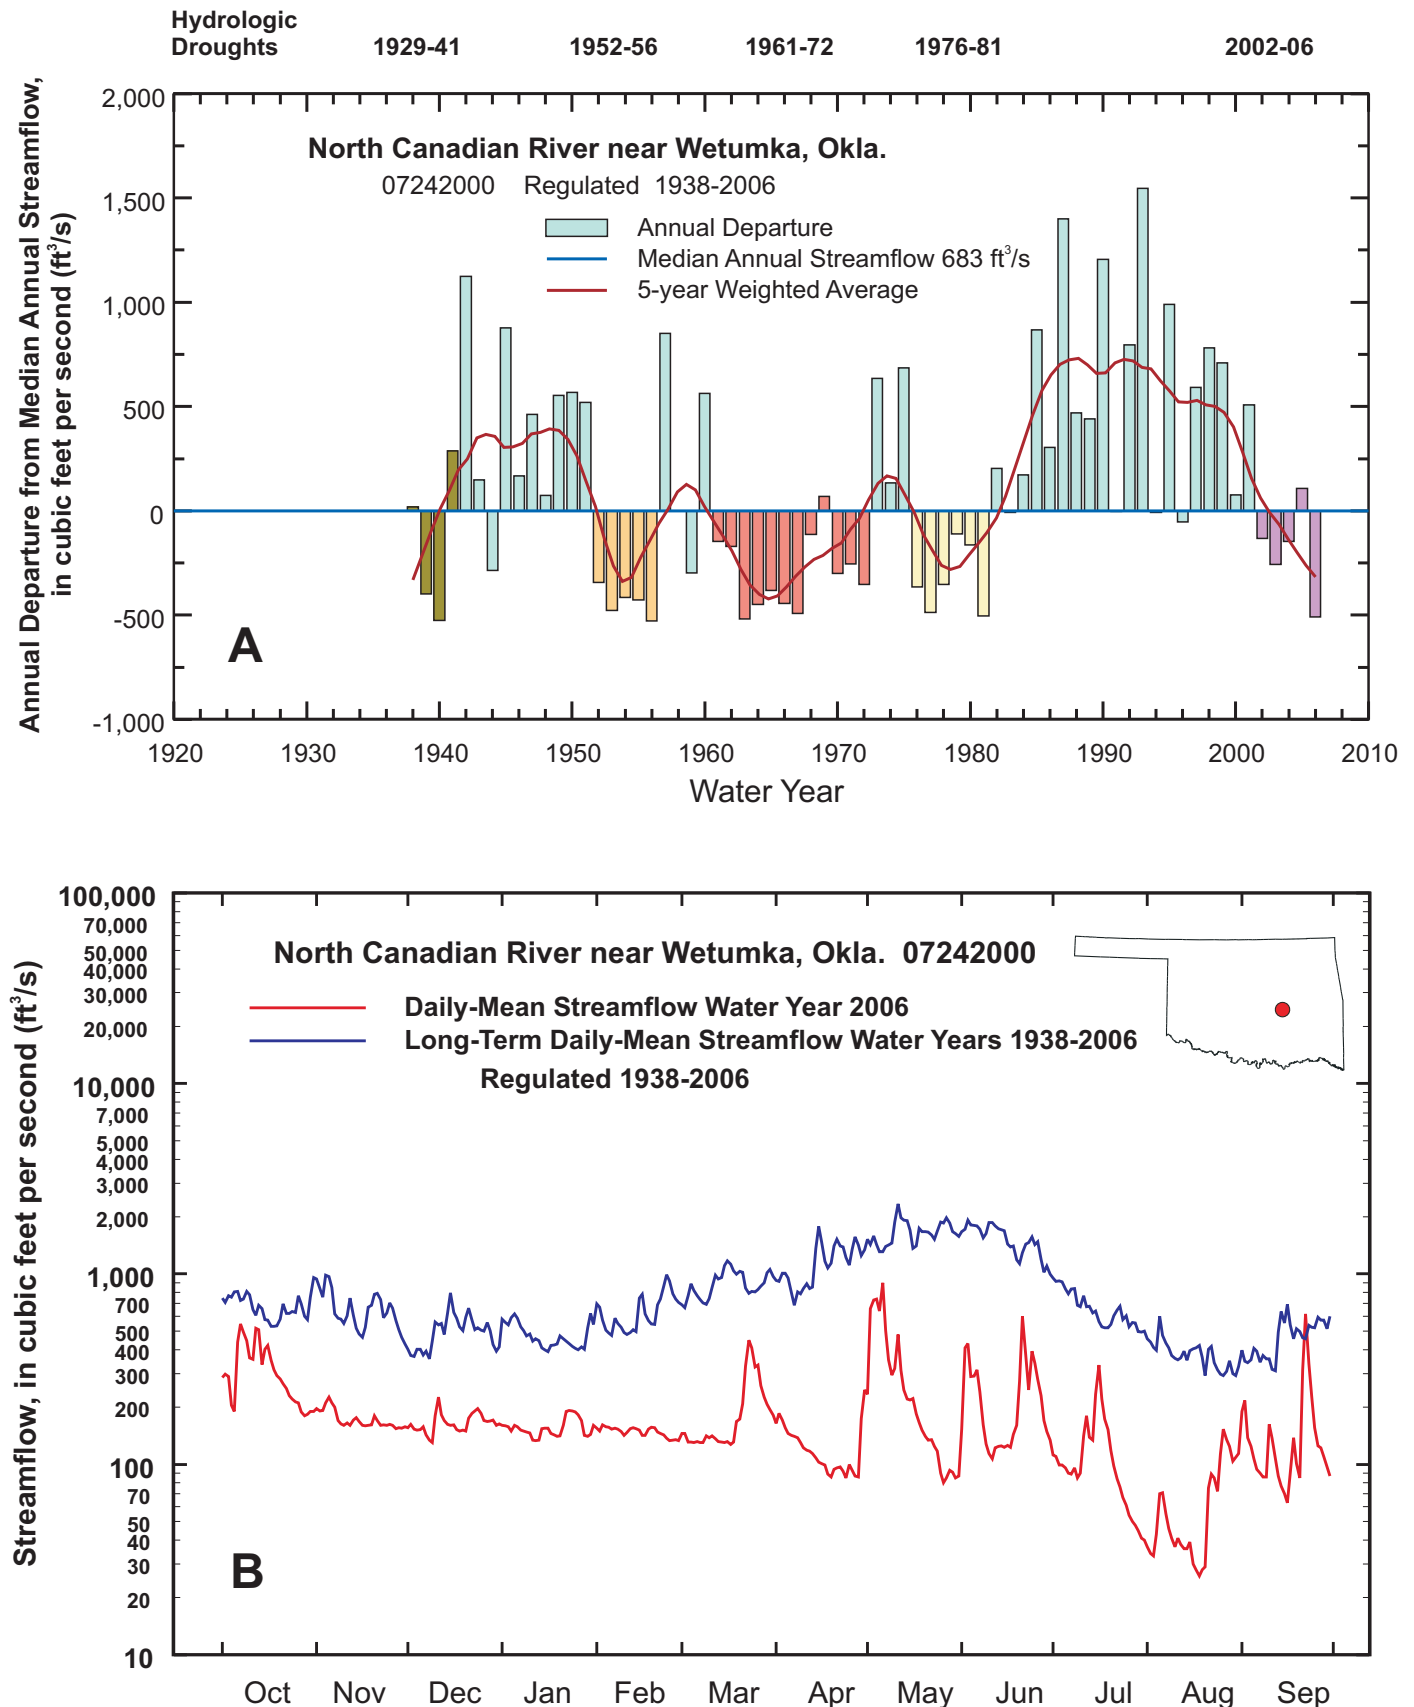 Hydrologic
Droughts 1929-41 1952-56 1961-72 1976-81 2002-06
Annual Departure from Median Annual Streamflow,
in cubic feet per second (ft³/s)
2,000
1,500
1,000
500
0
-500
-1,000
North Canadian River near Wetumka, Okla.
07242000 Regulated 1938-2006
Annual Departure
Median Annual Streamflow 683 ft³/s
5-year Weighted Average
A
1920 1930 1940 1950 1960 1970 1980 1990 2000 2010
Water Year
Streamflow, in cubic feet per second (ft³/s)
100,000
70,000
50,000
40,000
30,000
20,000
10,000
7,000
5,000
4,000
3,000
2,000
1,000
700
500
400
300
200
100
70
50
40
30
20
10
North Canadian River near Wetumka, Okla. 07242000
Daily-Mean Streamflow Water Year 2006
Long-Term Daily-Mean Streamflow Water Years 1938-2006
Regulated 1938-2006
B
Oct Nov Dec Jan Feb Mar Apr May Jun Jul Aug Sep